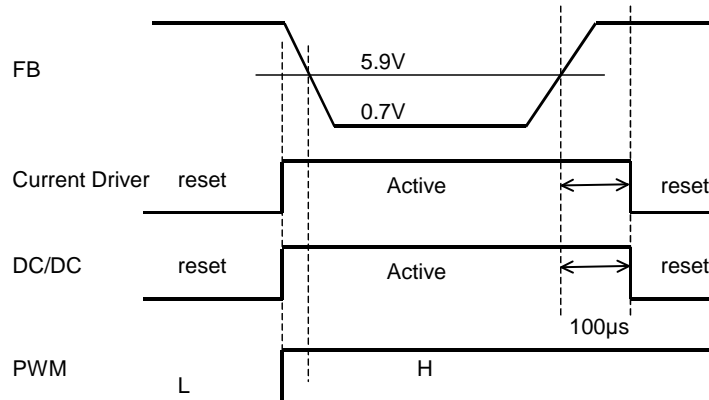 FB
5.9V
0.7V
Current Driver reset Active reset
DC/DC reset Active reset
100µs
PWM L H